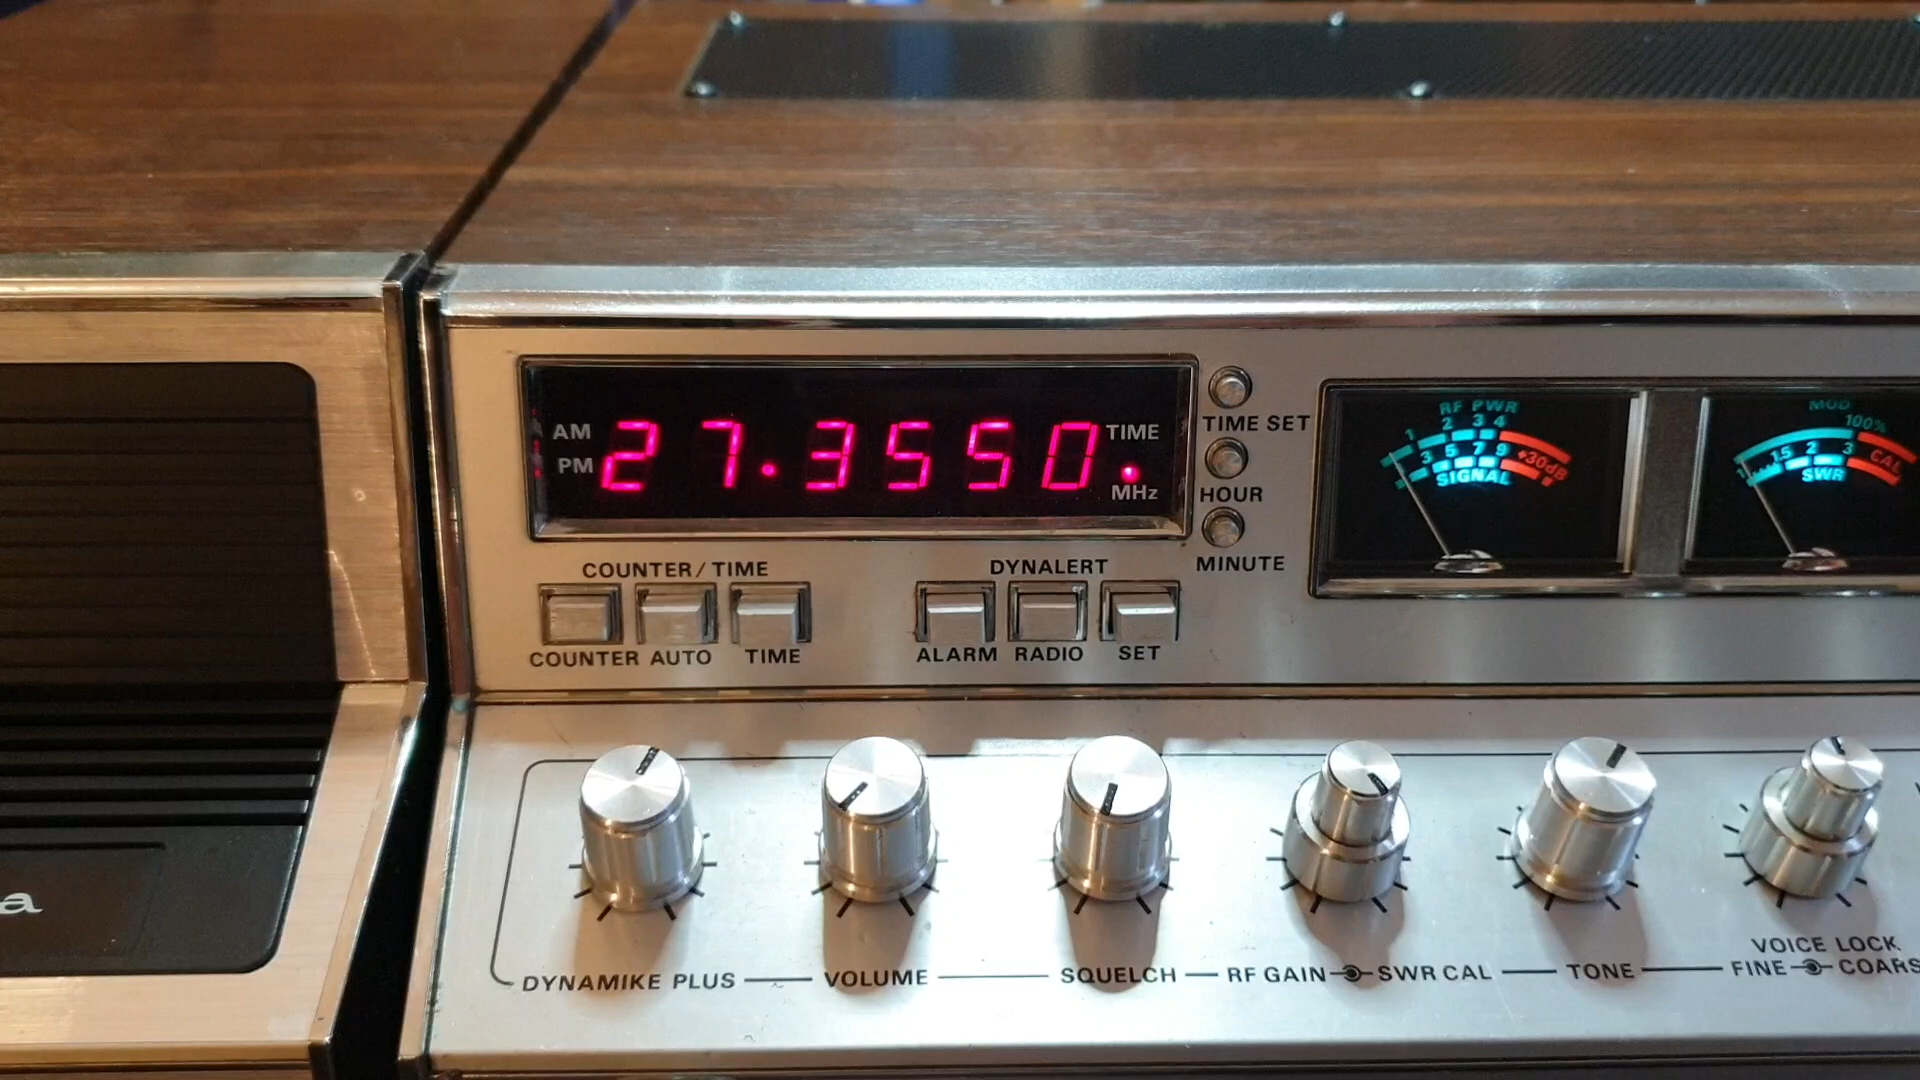 AM
PM
27.3550.
TIME
MHz
TIME SET
HOUR
MINUTE
COUNTER/TIME
COUNTER AUTO TIME
DYNALERT
ALARM RADIO SET
RF PWR
1 2 3 4
3 5 7 9 +30dB
SIGNAL
MOD
100%
1 1.5 2 3 CAL
SWR
a
DYNAMIKE PLUS VOLUME SQUELCH RF GAIN SWR CAL TONE
VOICE LOCK
FINE COARS